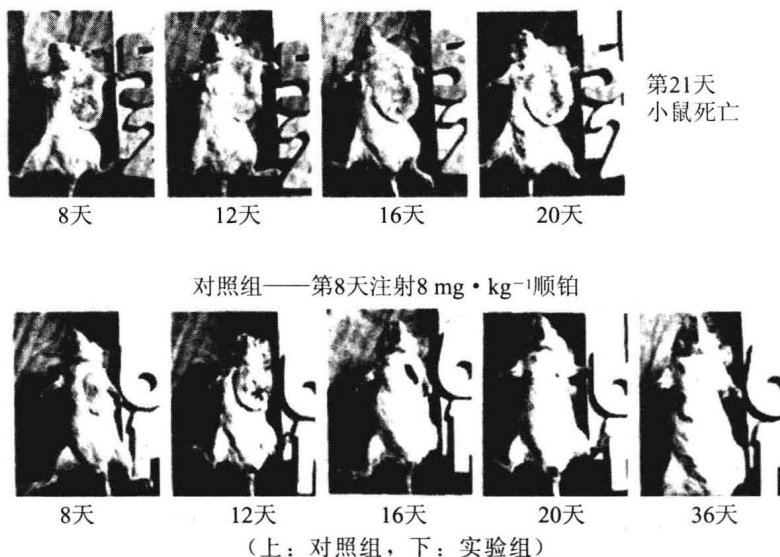 第21天
小鼠死亡
8天 12天 16天 20天
对照组——第8天注射8 mg·kg⁻¹顺铂
8天 12天 16天 20天 36天
（上：对照组，下：实验组）